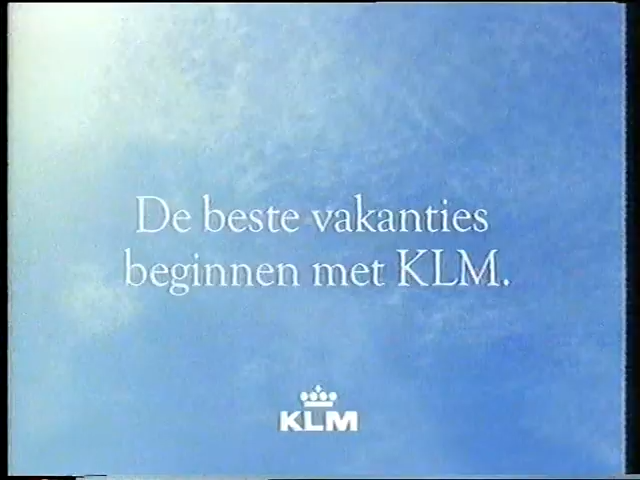 De beste vakanties
beginnen met KLM.
KLM